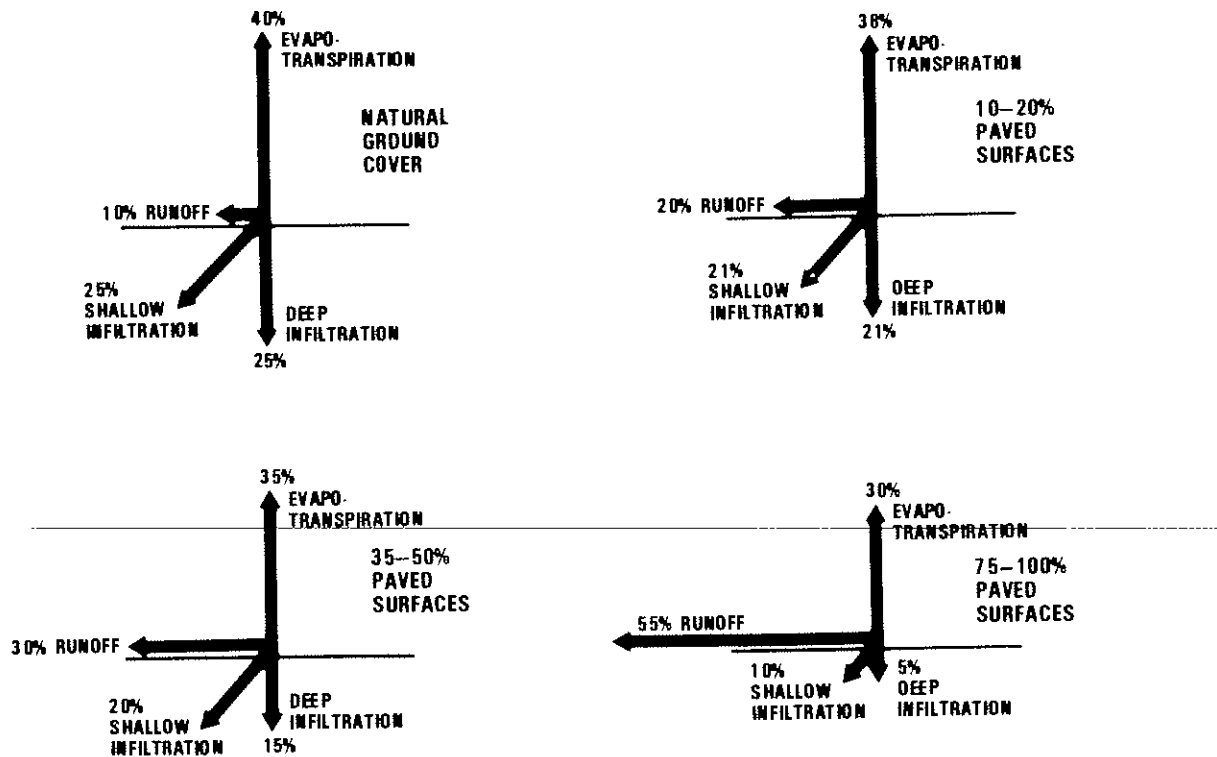 40%
EVAPO-
TRANSPIRATION
NATURAL
GROUND
COVER
10% RUNOFF
25%
SHALLOW
INFILTRATION
DEEP
INFILTRATION
25%
38%
EVAPO-
TRANSPIRATION
10–20%
PAVED
SURFACES
20% RUNOFF
21%
SHALLOW
INFILTRATION
DEEP
INFILTRATION
21%
35%
EVAPO-
TRANSPIRATION
35–50%
PAVED
SURFACES
30% RUNOFF
20%
SHALLOW
INFILTRATION
DEEP
INFILTRATION
15%
30%
EVAPO-
TRANSPIRATION
75–100%
PAVED
SURFACES
55% RUNOFF
10%
SHALLOW
INFILTRATION
5%
DEEP
INFILTRATION